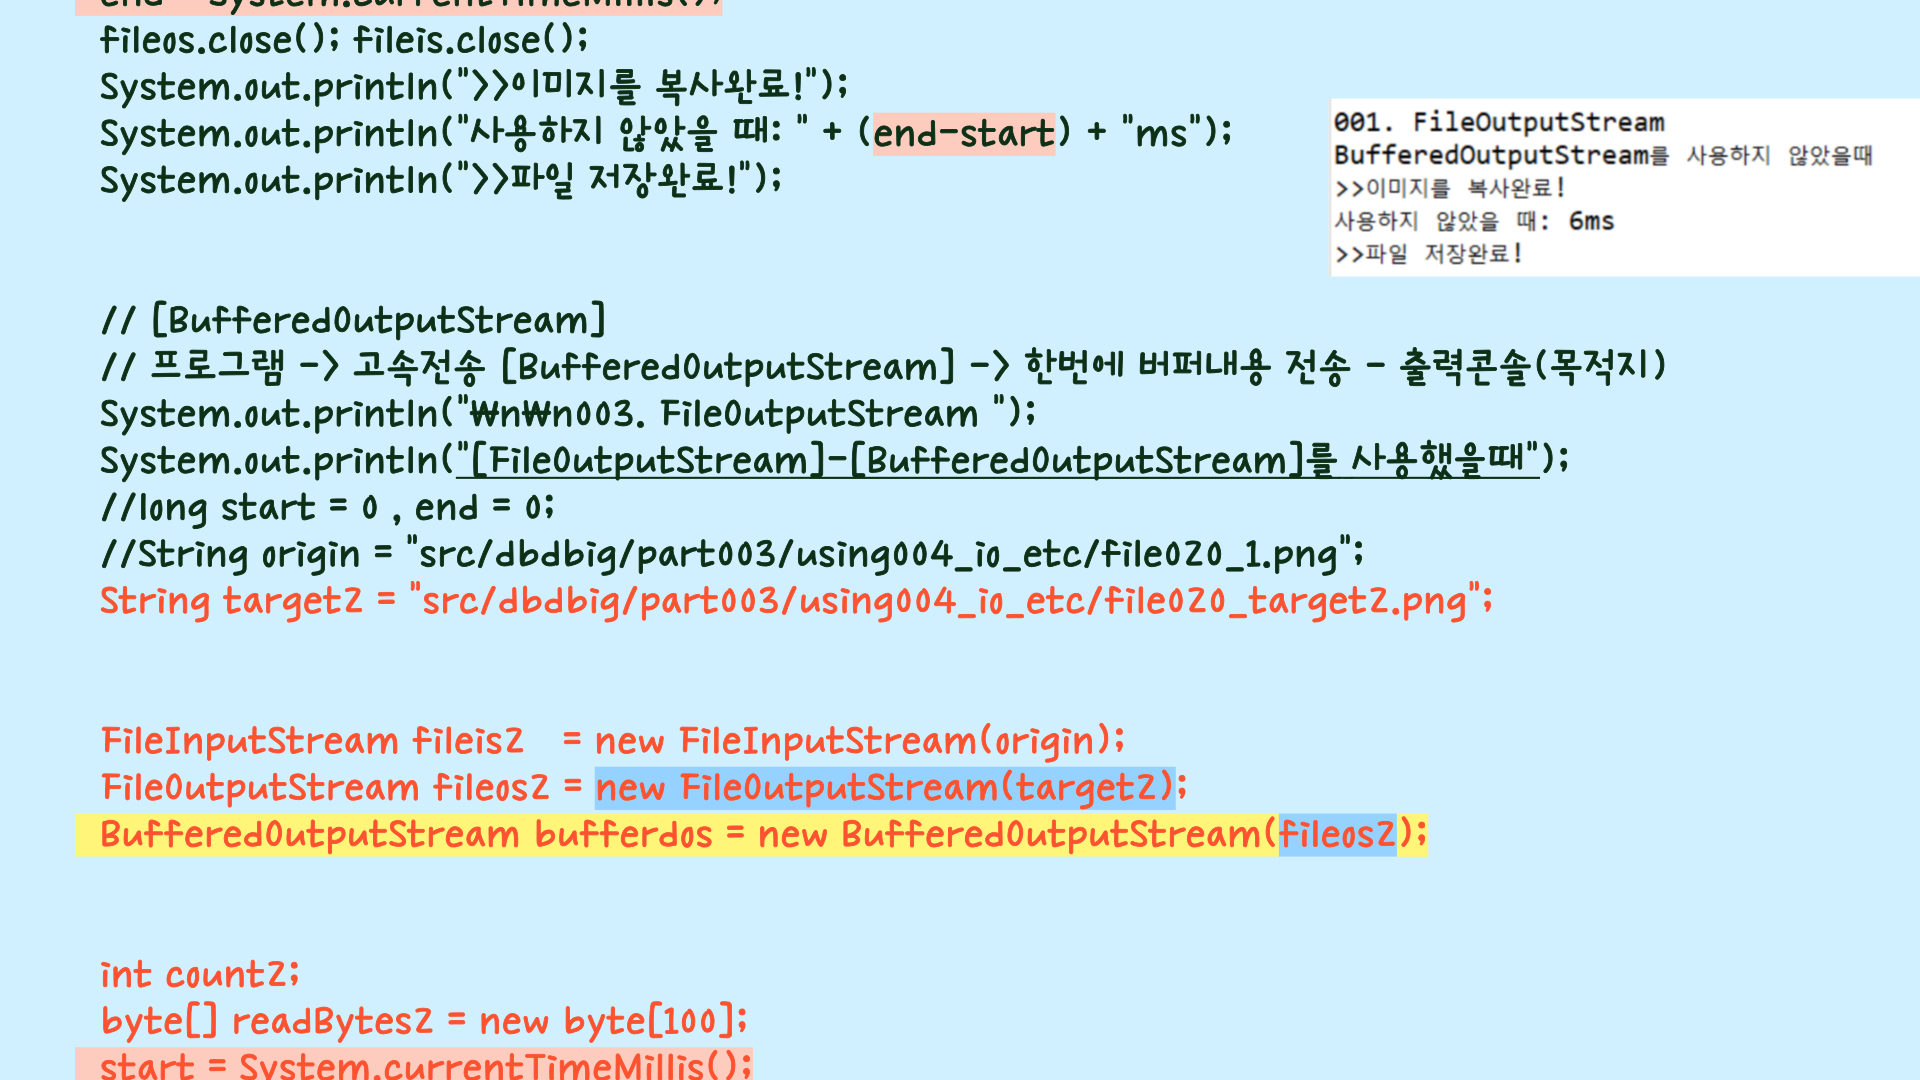 end = System.currentTimeMillis();
fileos.close(); fileis.close();
System.out.println(">>이미지를 복사완료!");
System.out.println("사용하지 않았을 때: " + (end-start) + "ms");
System.out.println(">>파일 저장완료!");
001. FileOutputStream
BufferedOutputStream를 사용하지 않았을때
>>이미지를 복사완료!
사용하지 않았을 때: 6ms
>>파일 저장완료!
// [BufferedOutputStream]
// 프로그램 -> 고속전송 [BufferedOutputStream] -> 한번에 버퍼내용 전송 - 출력콘솔(목적지)
System.out.println("₩n₩n003. FileOutputStream ");
System.out.println("[FileOutputStream]-[BufferedOutputStream]를 사용했을때");
//long start = 0 , end = 0;
//String origin = "src/dbdbig/part003/using004_io_etc/file020_1.png";
String target2 = "src/dbdbig/part003/using004_io_etc/file020_target2.png";
FileInputStream fileis2 = new FileInputStream(origin);
FileOutputStream fileos2 = new FileOutputStream(target2);
BufferedOutputStream bufferdos = new BufferedOutputStream(fileos2);
int count2;
byte[] readBytes2 = new byte[100];
start = System.currentTimeMillis();